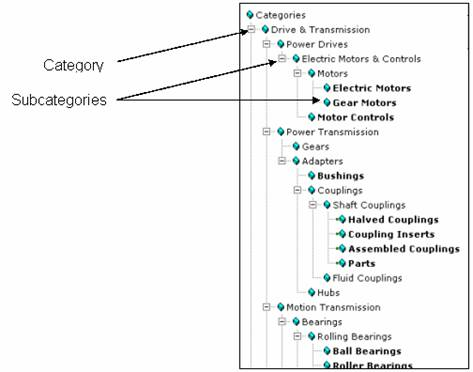 Categories
Drive & Transmission
Power Drives
Category
Electric Motors & Controls
Motors
Subcategories
Electric Motors
Gear Motors
Motor Controls
Power Transmission
Gears
Adapters
Bushings
Couplings
Shaft Couplings
Halved Couplings
Coupling Inserts
Assembled Couplings
Parts
Fluid Couplings
Hubs
Motion Transmission
Bearings
Rolling Bearings
Ball Bearings
Roller Bearings